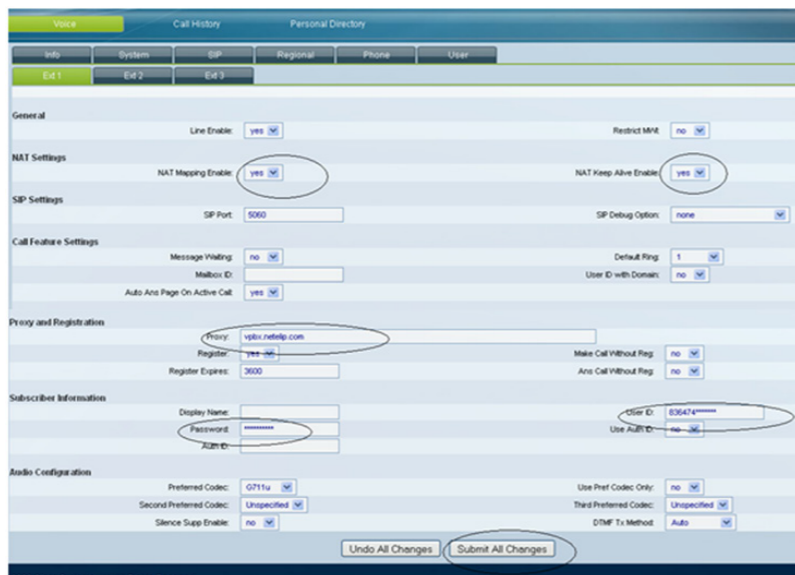 Voice Call History Personal Directory
Info System SIP Regional Phone User
Ext 1 Ext 2 Ext 3
General
Line Enable: yes Restrict MWI: no
NAT Settings
NAT Mapping Enable: yes NAT Keep Alive Enable: yes
SIP Settings
SIP Port: 5060 SIP Debug Option: none
Call Feature Settings
Message Waiting: no Default Ring: 1
Mailbox ID: User ID with Domain: no
Auto Ans Page On Active Call: yes
Proxy and Registration
Proxy: vpbx.netelip.com
Register: yes Make Call Without Reg: no
Register Expires: 3600 Ans Call Without Reg: no
Subscriber Information
Display Name: User ID: 836474*******
Password: ********** Use Auth ID: no
Auth ID:
Audio Configuration
Preferred Codec: G711u Use Pref Codec Only: no
Second Preferred Codec: Unspecified Third Preferred Codec: Unspecified
Silence Supp Enable: no DTMF Tx Method: Auto
Undo All Changes Submit All Changes